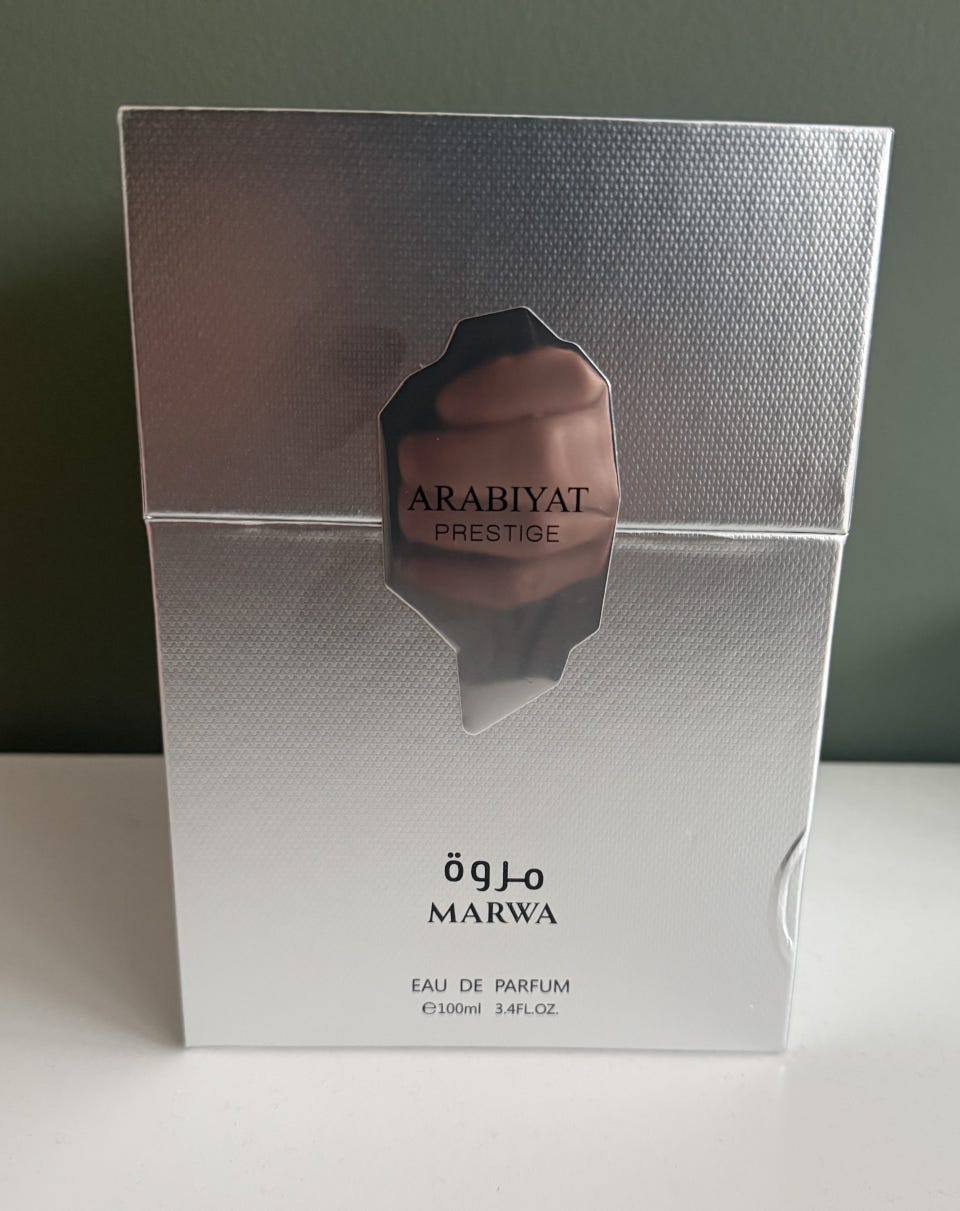 ARABIYAT
PRESTIGE
مروة
MARWA
EAU DE PARFUM
℮100ml 3.4FL.OZ.